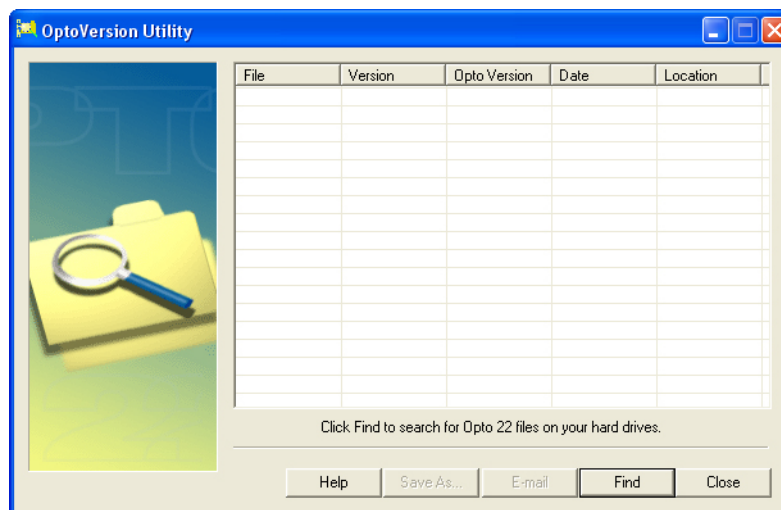 OptoVersion Utility
File Version Opto Version Date Location
Click Find to search for Opto 22 files on your hard drives.
Help Save As... E-mail Find Close